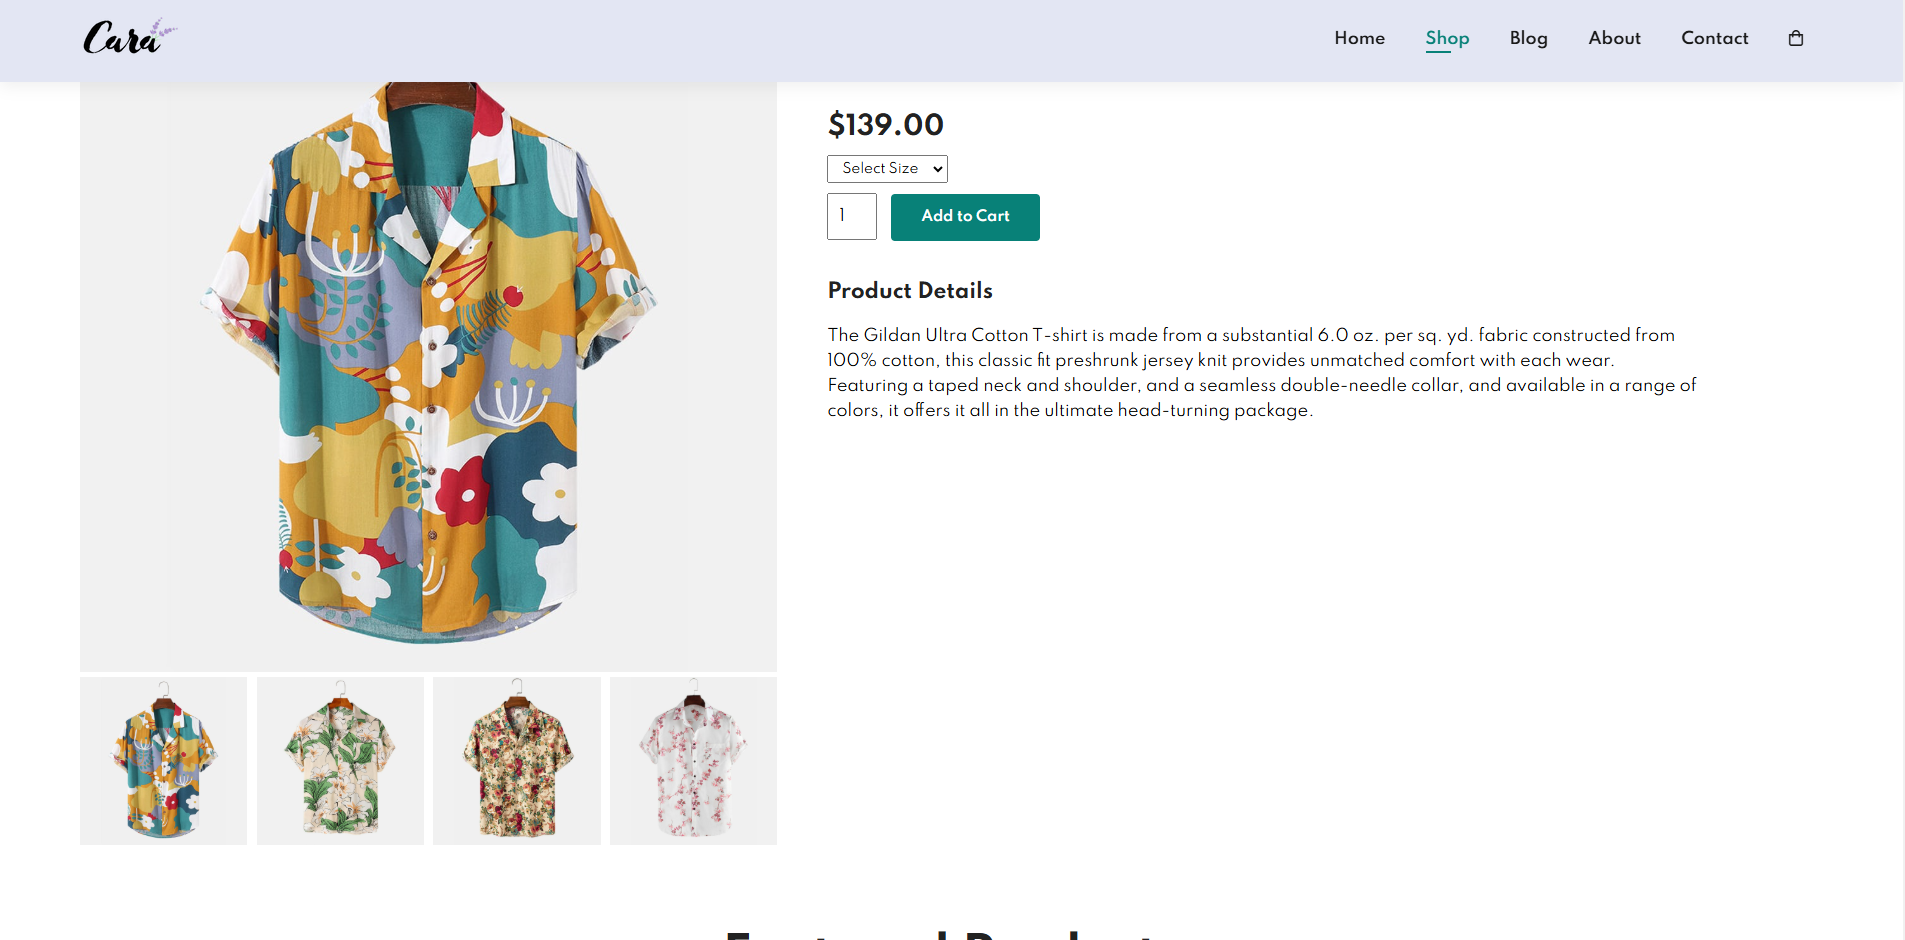 Cara
Home Shop Blog About Contact
$139.00
Select Size
1
Add to Cart
Product Details
The Gildan Ultra Cotton T-shirt is made from a substantial 6.0 oz. per sq. yd. fabric constructed from
100% cotton, this classic fit preshrunk jersey knit provides unmatched comfort with each wear.
Featuring a taped neck and shoulder, and a seamless double-needle collar, and available in a range of
colors, it offers it all in the ultimate head-turning package.